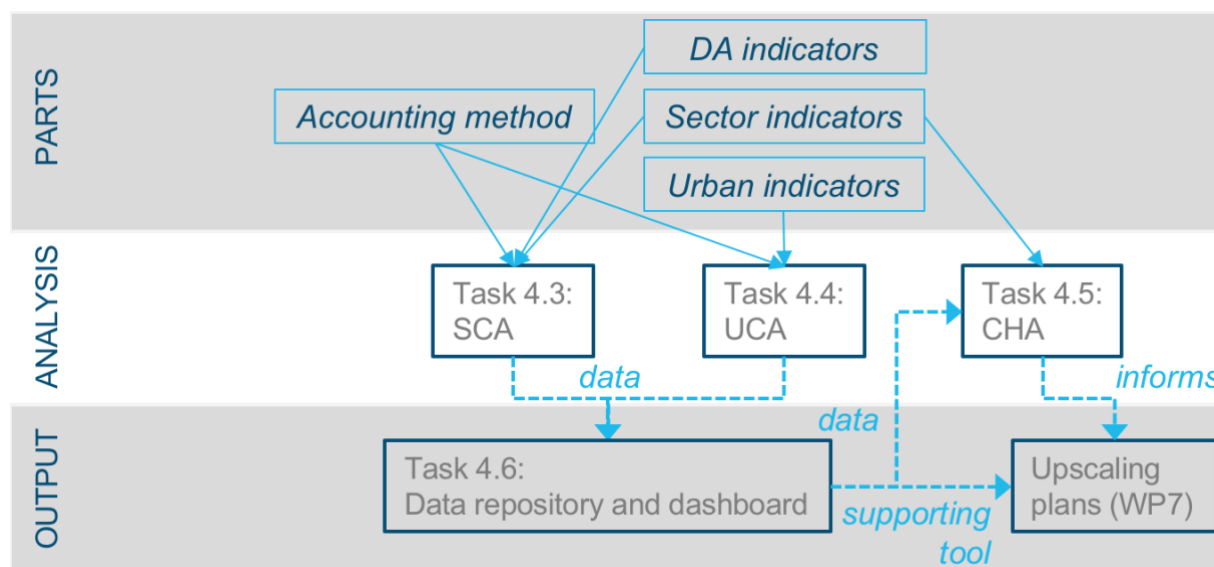 PARTS
DA indicators
Accounting method
Sector indicators
Urban indicators
ANALYSIS
Task 4.3:
SCA
Task 4.4:
UCA
Task 4.5:
CHA
data
informs
data
OUTPUT
Task 4.6:
Data repository and dashboard
supporting
tool
Upscaling
plans (WP7)